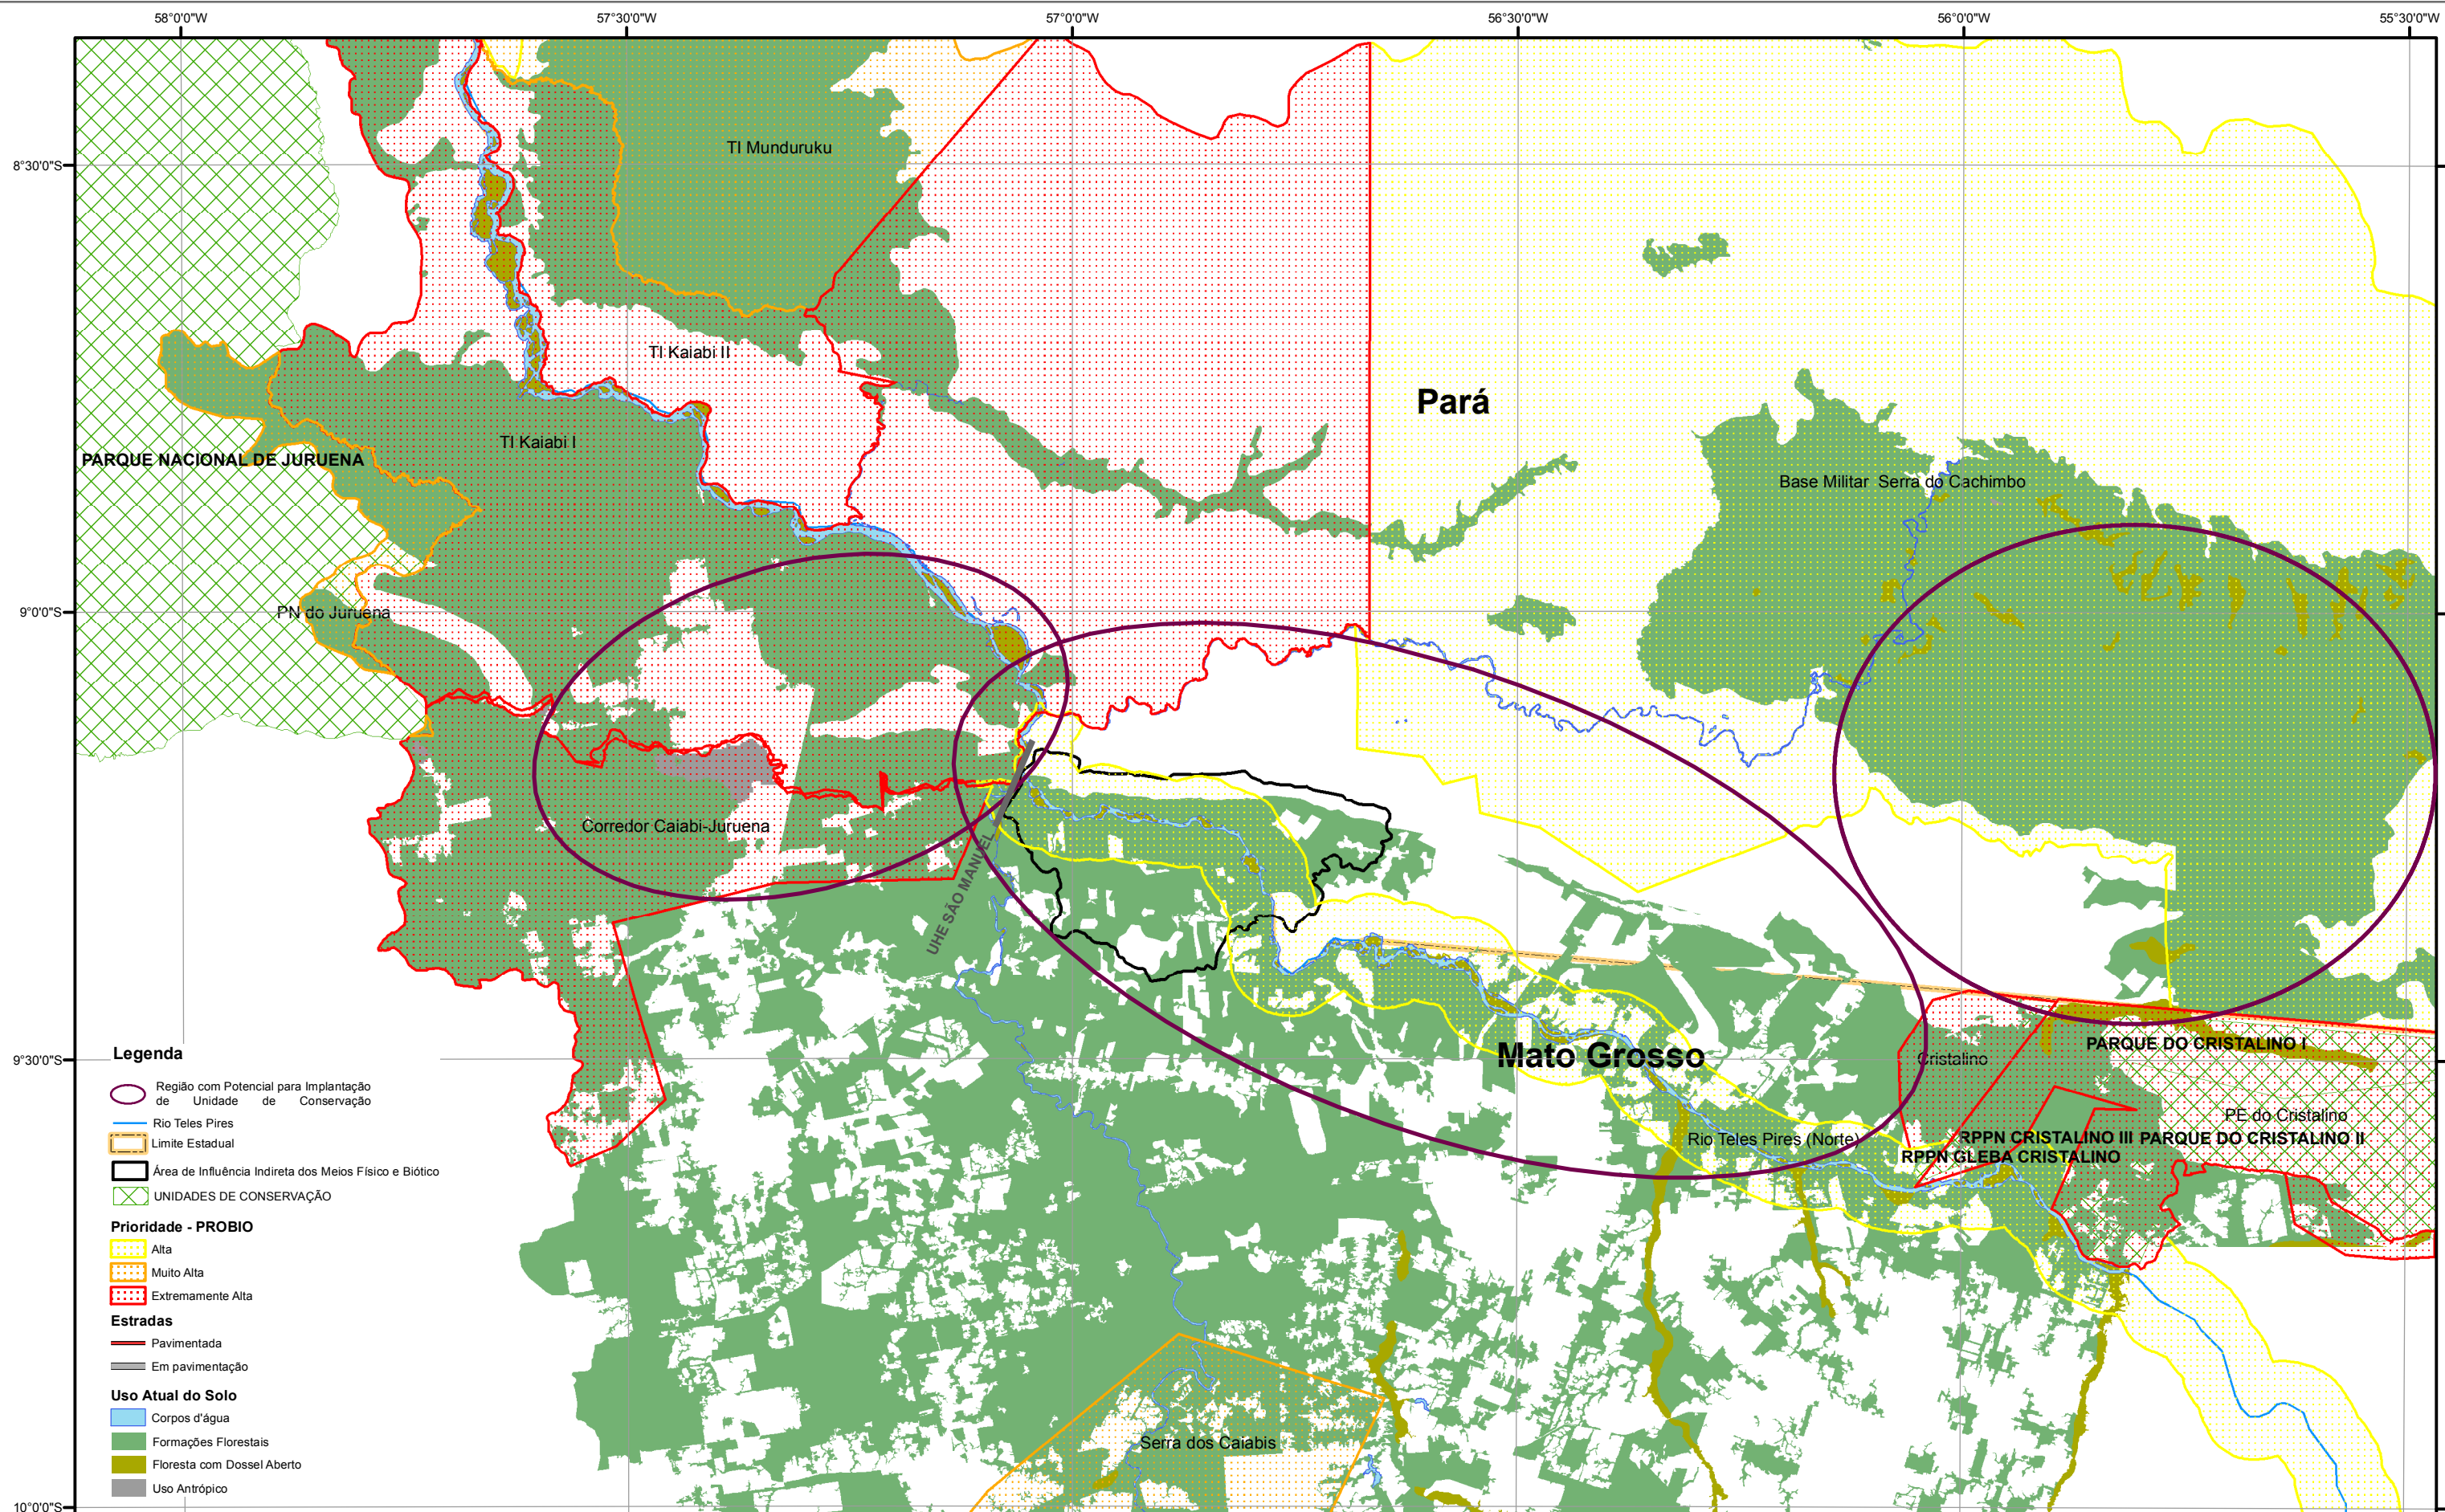 58°0'0"W
57°30'0"W
57°0'0"W
56°30'0"W
56°0'0"W
55°30'0"W
8°30'0"S
9°0'0"S
9°30'0"S
10°0'0"S
TI Munduruku
TI Kaiabi II
Pará
TI Kaiabi I
PARQUE NACIONAL DE JURUENA
Base Militar Serra do Cachimbo
PN do Juruena
Corredor Caiabi-Juruena
UHE SÃO MANUEL
Mato Grosso
PARQUE DO CRISTALINO I
Cristalino
PE do Cristalino
Rio Teles Pires (Norte)
RPPN CRISTALINO III
PARQUE DO CRISTALINO II
RPPN GLEBA CRISTALINO
Serra dos Caiabis
Legenda
Região com Potencial para Implantação
de Unidade de Conservação
Rio Teles Pires
Limite Estadual
Área de Influência Indireta dos Meios Físico e Biótico
UNIDADES DE CONSERVAÇÃO
Prioridade - PROBIO
Alta
Muito Alta
Extremamente Alta
Estradas
Pavimentada
Em pavimentação
Uso Atual do Solo
Corpos d'água
Formações Florestais
Floresta com Dossel Aberto
Uso Antrópico